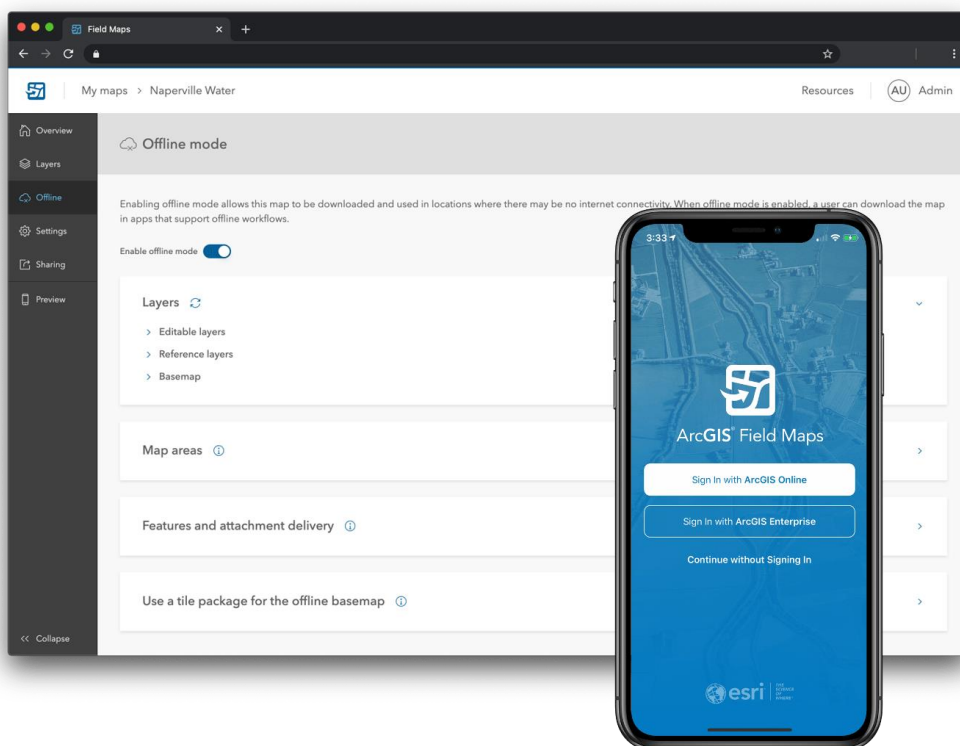 Field Maps
My maps > Naperville Water
Resources
AU Admin
Overview
Layers
Offline
Settings
Sharing
Preview
<< Collapse
Offline mode
Enabling offline mode allows this map to be downloaded and used in locations where there may be no internet connectivity. When offline mode is enabled, a user can download the map
in apps that support offline workflows.
Enable offline mode
Layers
> Editable layers
> Reference layers
> Basemap
Map areas
Features and attachment delivery
Use a tile package for the offline basemap
3:33
ArcGIS® Field Maps
Sign In with ArcGIS Online
Sign In with ArcGIS Enterprise
Continue without Signing In
esri
THE
SCIENCE
OF
WHERE™